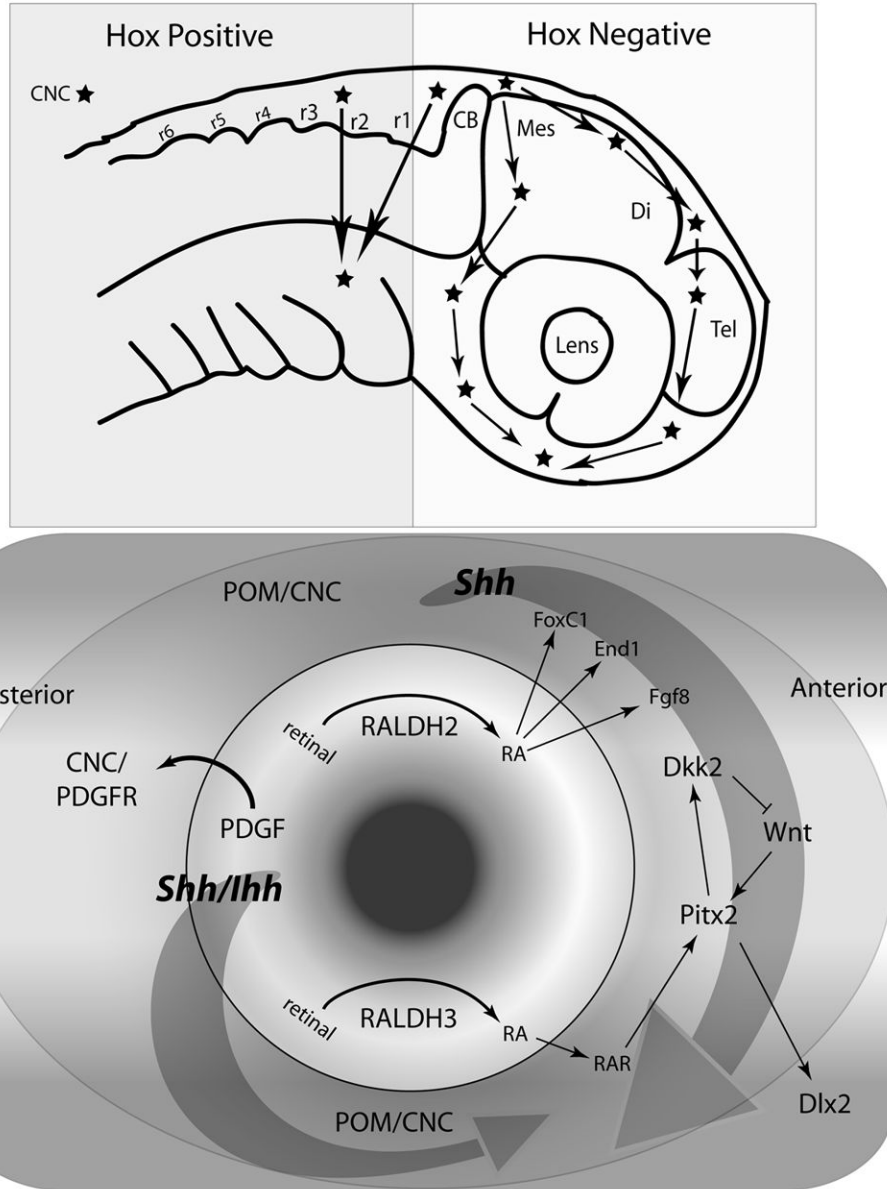 Hox Positive
Hox Negative
CNC
r6
r5
r4
r3
r2
r1
CB
Mes
Di
Tel
Lens
POM/CNC
Shh
FoxC1
End1
Fgf8
sterior
Anterior
retinal
RALDH2
RA
CNC/
PDGFR
PDGF
Dkk2
Wnt
Shh/Ihh
Pitx2
retinal
RALDH3
RA
RAR
POM/CNC
Dlx2